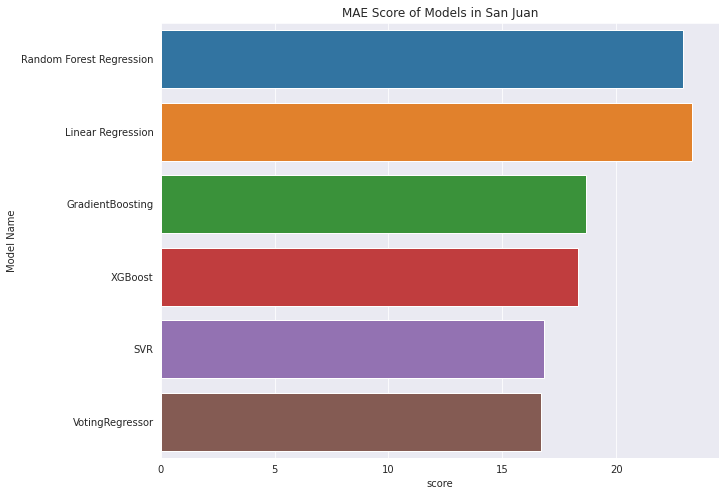 MAE Score of Models in San Juan
Random Forest Regression
Linear Regression
GradientBoosting
XGBoost
SVR
VotingRegressor
Model Name
0 5 10 15 20
score